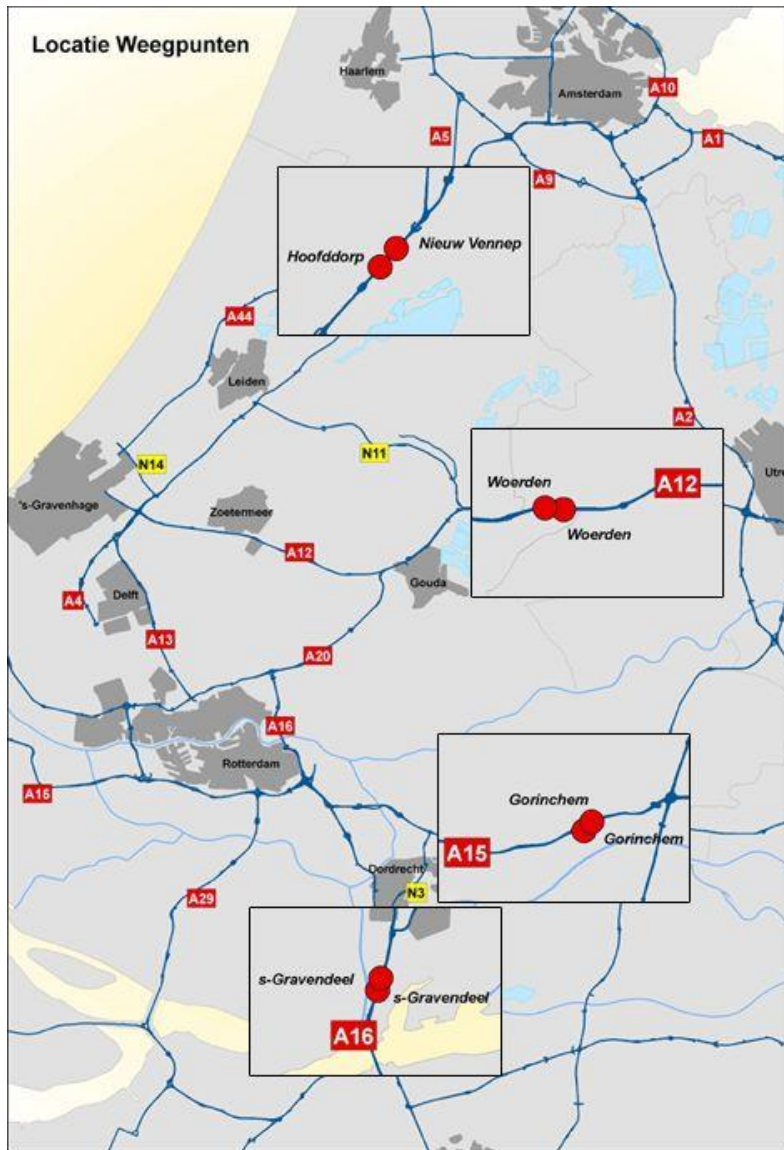 Locatie Weegpunten
Haarlem
Amsterdam
A10
A5
A1
A9
Nieuw Vennep
Hoofddorp
A44
Leiden
A2
N14
N11
Utre
's-Gravenhage
Zoetermeer
Woerden
A12
Woerden
A12
Gouda
A4
Delft
A13
A20
A16
Rotterdam
A15
Gorinchem
Gorinchem
A15
Dordrecht
N3
A29
s-Gravendeel
s-Gravendeel
A16